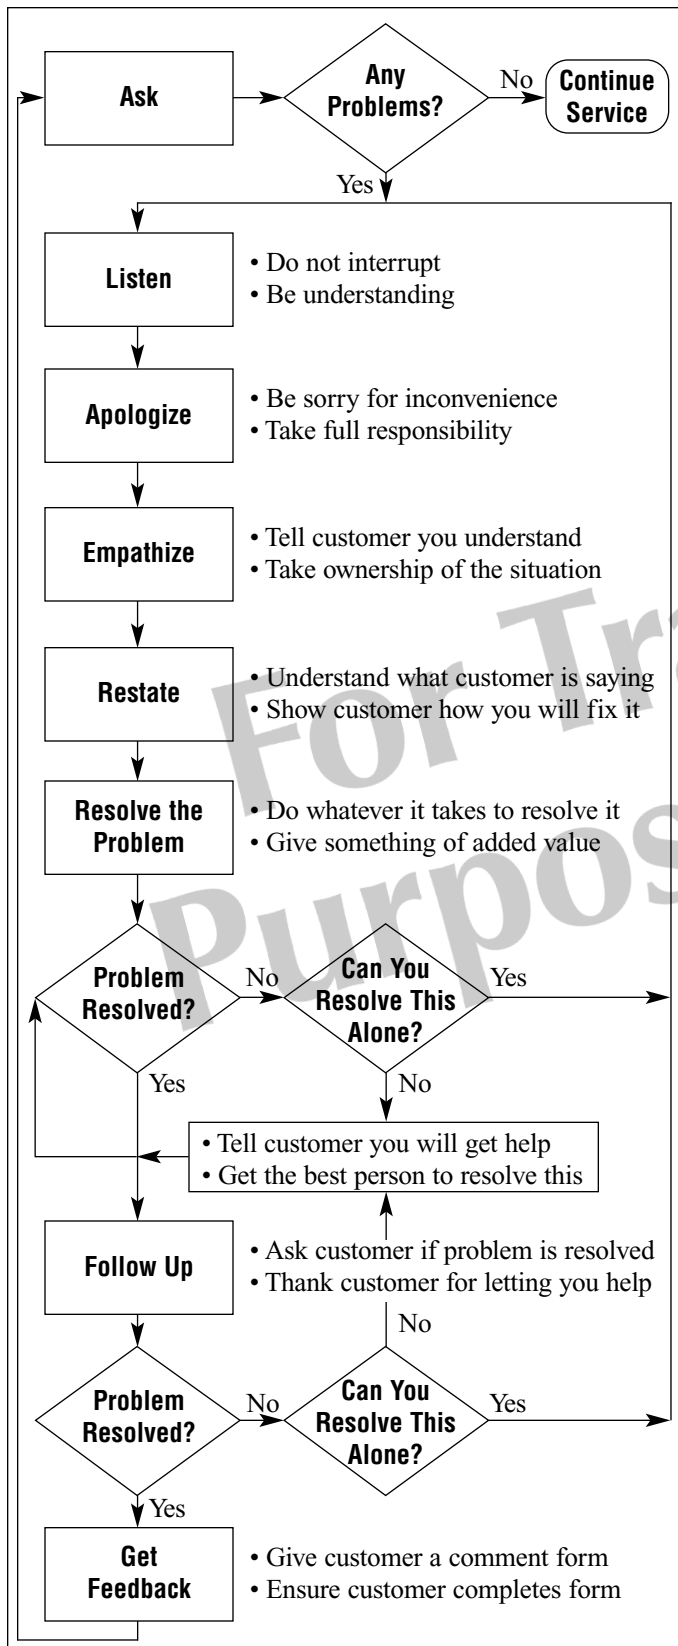 Ask
Any
Problems?
No
Continue
Service
Yes
Listen
• Do not interrupt
• Be understanding
Apologize
• Be sorry for inconvenience
• Take full responsibility
Empathize
• Tell customer you understand
• Take ownership of the situation
Restate
• Understand what customer is saying
• Show customer how you will fix it
Resolve the
Problem
• Do whatever it takes to resolve it
• Give something of added value
Problem
Resolved?
No
Can You
Resolve This
Alone?
Yes
Yes
No
• Tell customer you will get help
• Get the best person to resolve this
Follow Up
• Ask customer if problem is resolved
• Thank customer for letting you help
No
Problem
Resolved?
No
Can You
Resolve This
Alone?
Yes
Yes
Get
Feedback
• Give customer a comment form
• Ensure customer completes form
For Tra
Purpos